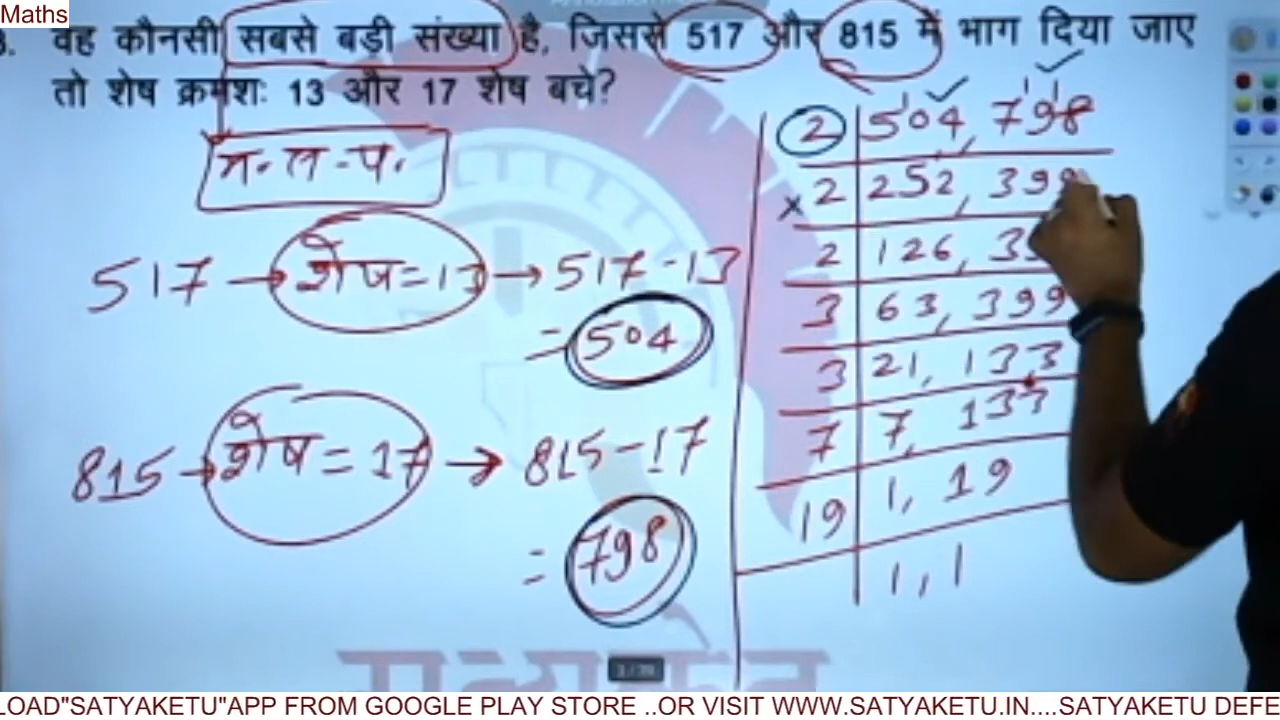 Maths
3. वह कौनसी सबसे बड़ी संख्या है, जिससे 517 और 815 में भाग दिया जाए
तो शेष क्रमशः 13 और 17 शेष बचे?
म. स. प.
517 → शेष = 13 → 517 - 13
= 504
815 → शेष = 17 → 815 - 17
= 798
2 504, 798
× 2 252, 399
2 126,
3 63, 399
3 21, 133
7 7, 133
19 1, 19
1, 1
LOAD"SATYAKETU"APP FROM GOOGLE PLAY STORE ..OR VISIT WWW.SATYAKETU.IN....SATYAKETU DEFE